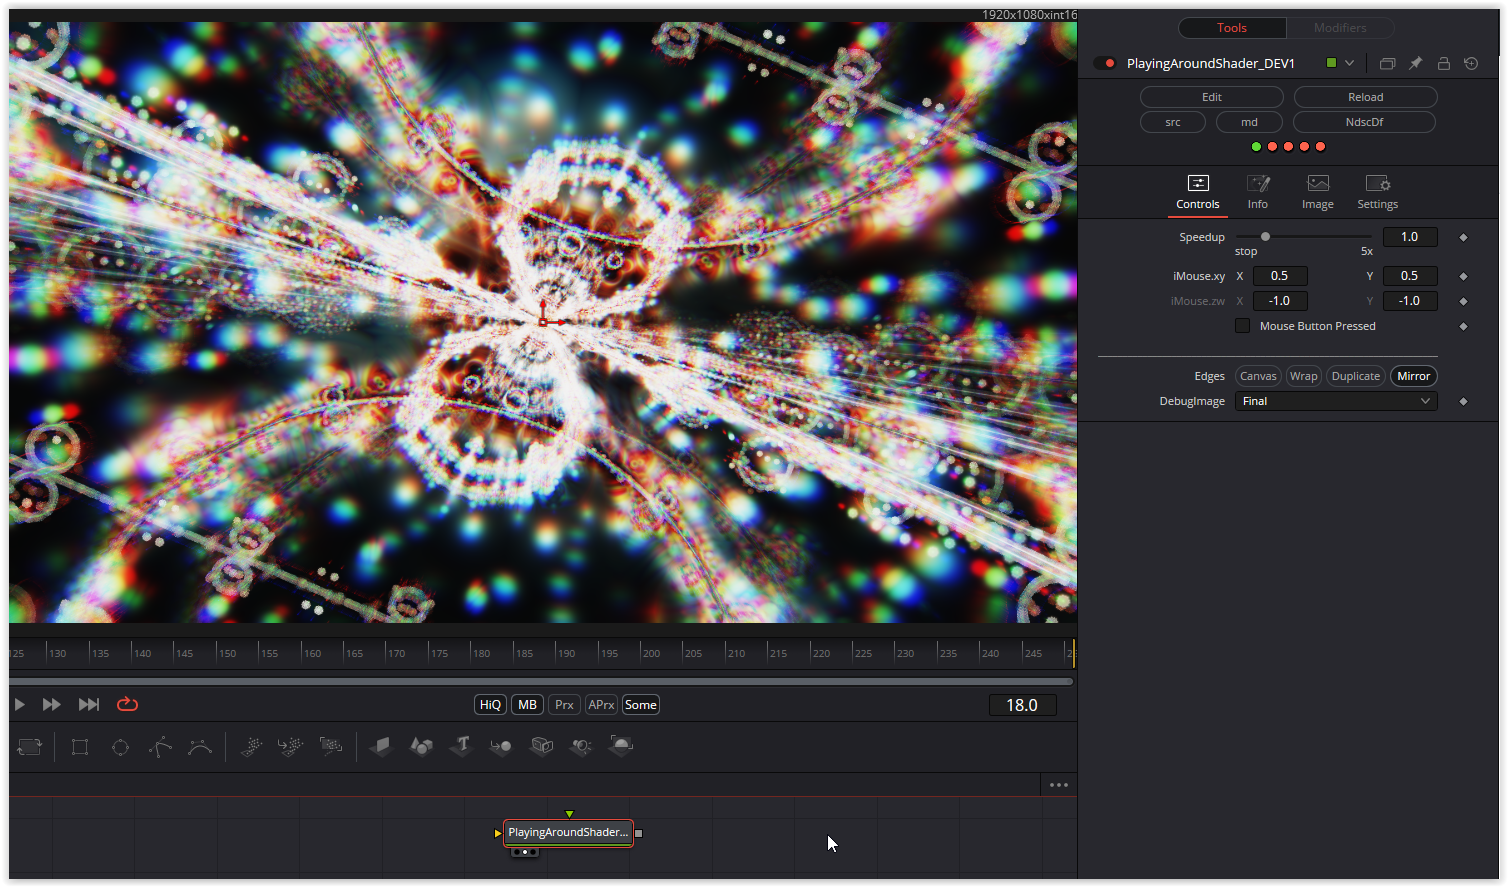 1920x1080xint16
Tools Modifiers
PlayingAroundShader_DEV1
Edit Reload
src md NdscDf
Controls Info Image Settings
Speedup 1.0
stop 5x
iMouse.xy X 0.5 Y 0.5
iMouse.zw X -1.0 Y -1.0
Mouse Button Pressed
Edges Canvas Wrap Duplicate Mirror
DebugImage Final
125 130 135 140 145 150 155 160 165 170 175 180 185 190 195 200 205 210 215 220 225 230 235 240 245
HiQ MB Prx APrx Some 18.0
PlayingAroundShader...